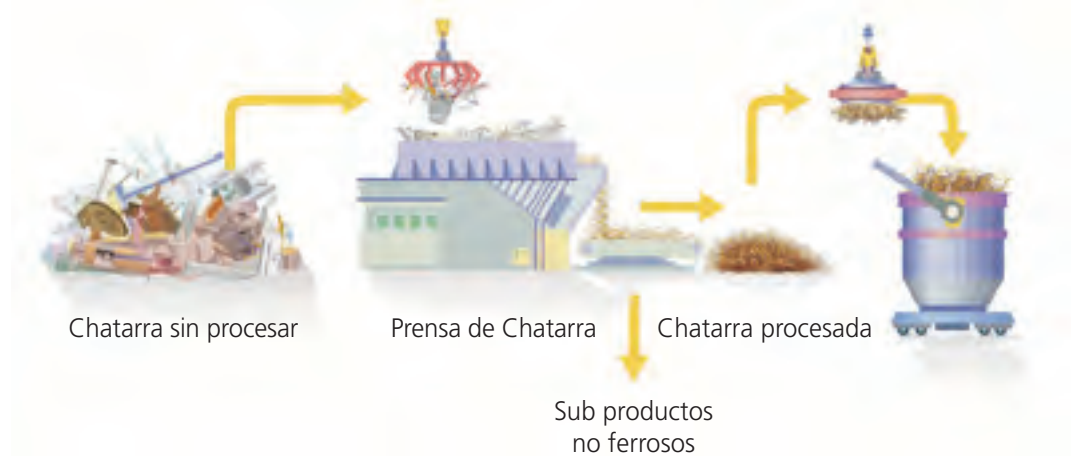 Chatarra sin procesar
Prensa de Chatarra
Chatarra procesada
Sub productos
no ferrosos